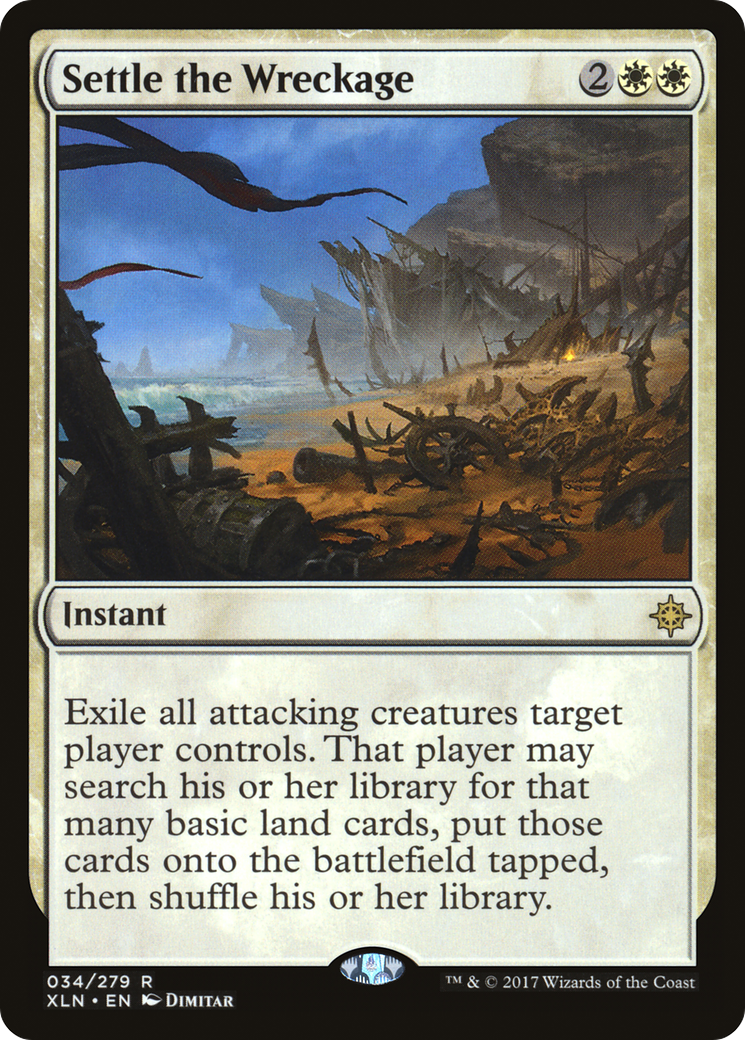 Settle the Wreckage 2
Instant
Exile all attacking creatures target
player controls. That player may
search his or her library for that
many basic land cards, put those
cards onto the battlefield tapped,
then shuffle his or her library.
034/279 R
XLN • EN DIMITAR
™ & © 2017 Wizards of the Coast